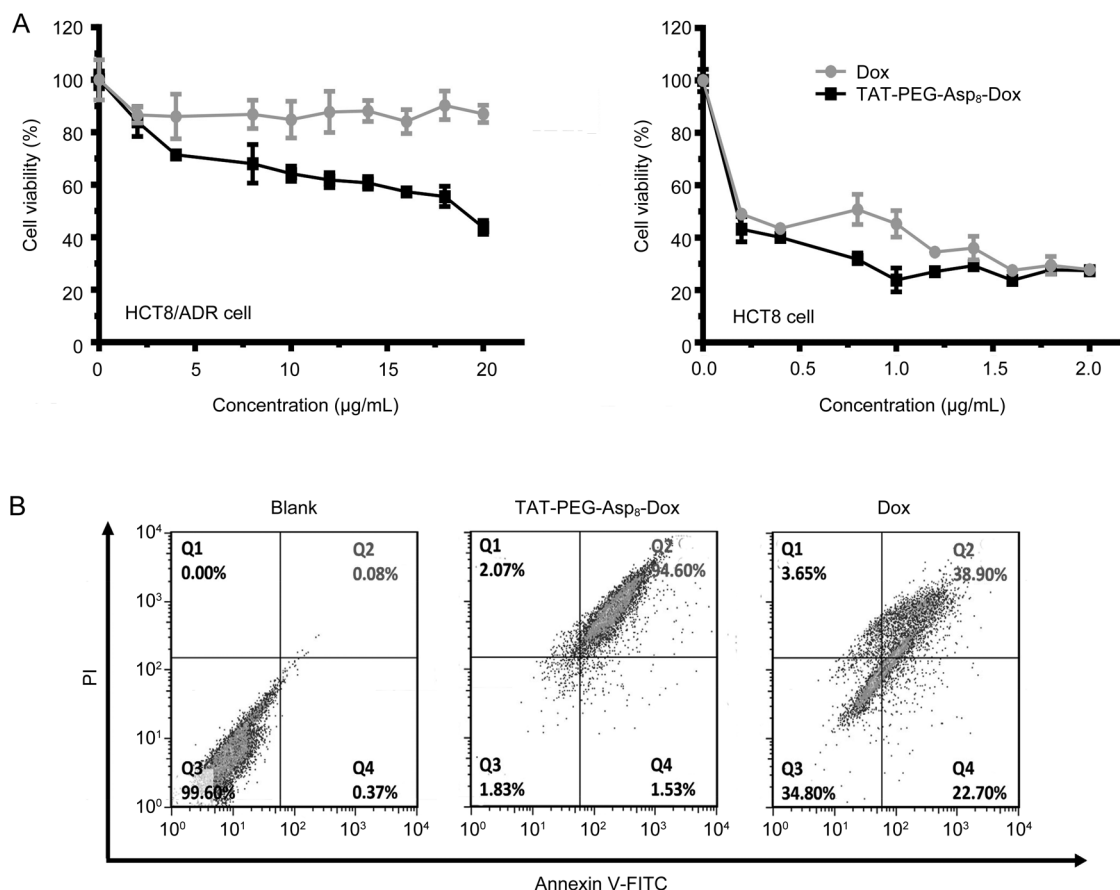 A
120
100
80
60
40
20
0
Cell viability (%)
HCT8/ADR cell
0 5 10 15 20
Concentration (µg/mL)
120
100
80
60
40
20
0
Cell viability (%)
Dox
TAT-PEG-Asp₈-Dox
HCT8 cell
0.0 0.5 1.0 1.5 2.0
Concentration (µg/mL)
B
Blank
TAT-PEG-Asp₈-Dox
Dox
PI
10⁴
10³
10²
10¹
10⁰
Q1
0.00%
Q2
0.08%
Q3
99.60%
Q4
0.37%
10⁰ 10¹ 10² 10³ 10⁴
Q1
2.07%
Q2
94.60%
Q3
1.83%
Q4
1.53%
10⁰ 10¹ 10² 10³ 10⁴
Q1
3.65%
Q2
38.90%
Q3
34.80%
Q4
22.70%
10⁰ 10¹ 10² 10³ 10⁴
Annexin V-FITC